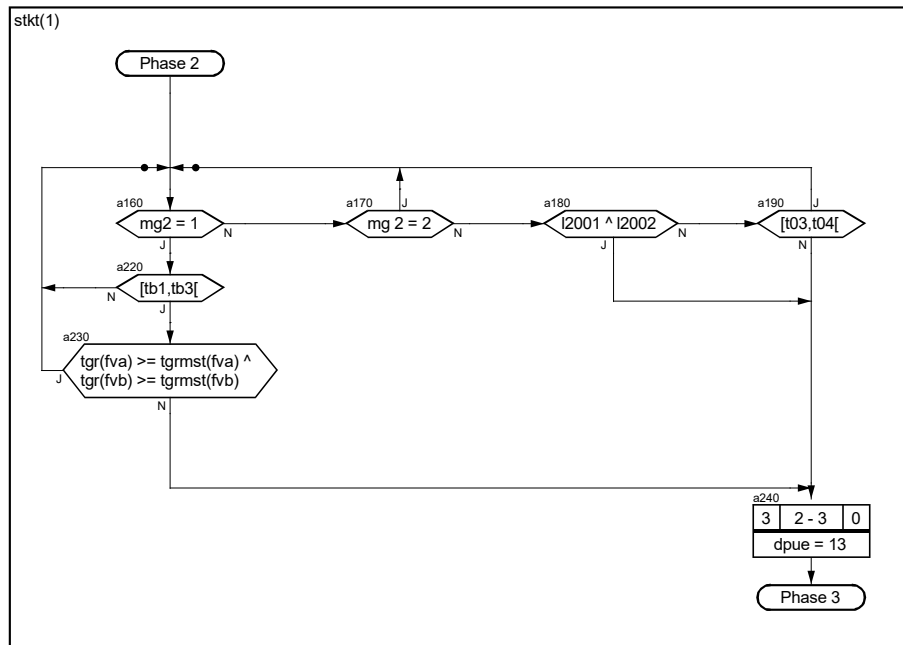 stkt(1)
Phase 2
a160
mg2 = 1
N
J
a170
mg 2 = 2
J
N
a180
l2001 ^ l2002
J
N
a190
[t03,t04[
J
N
a220
[tb1,tb3[
N
J
a230
tgr(fva) >= tgrmst(fva) ^
tgr(fvb) >= tgrmst(fvb)
J
N
a240
3 2 - 3 0
dpue = 13
Phase 3